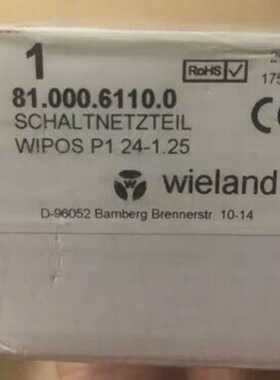 1
RoHS
81.000.6110.0
175
CE
SCHALTNETZTEIL
WIPOS P1 24-1.25
wieland
D-96052 Bamberg Brennerstr. 10-14